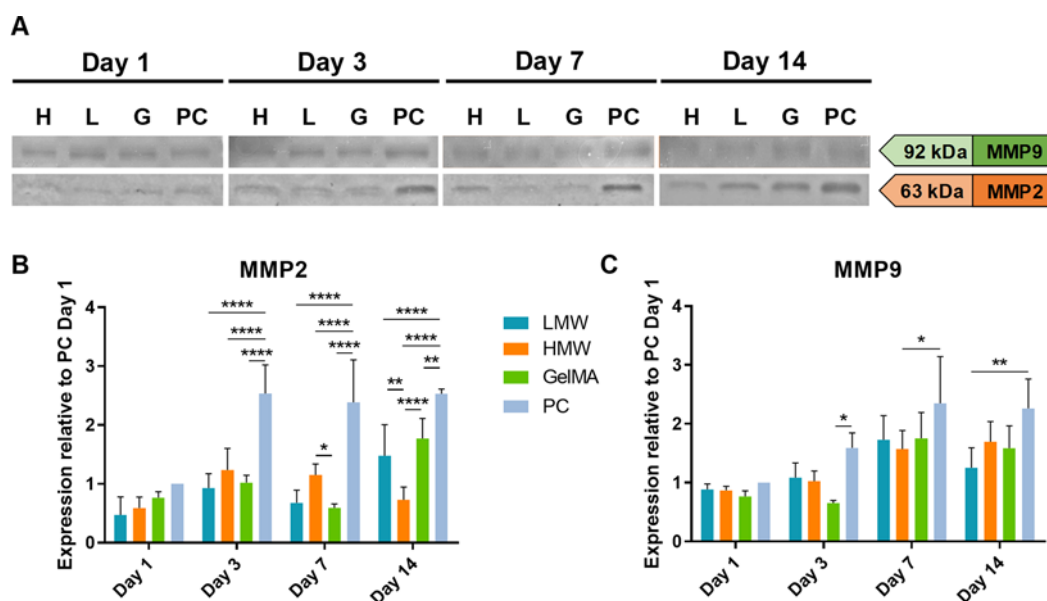 A
Day 1 Day 3 Day 7 Day 14
H L G PC H L G PC H L G PC H L G PC
92 kDa MMP9
63 kDa MMP2
B
MMP2
Expression relative to PC Day 1
4
3
2
1
0
**** **** ****
**** **** ****
**** **** **
** ****
*
Day 1 Day 3 Day 7 Day 14
LMW
HMW
GelMA
PC
C
MMP9
Expression relative to PC Day 1
4
3
2
1
0
* * **
Day 1 Day 3 Day 7 Day 14